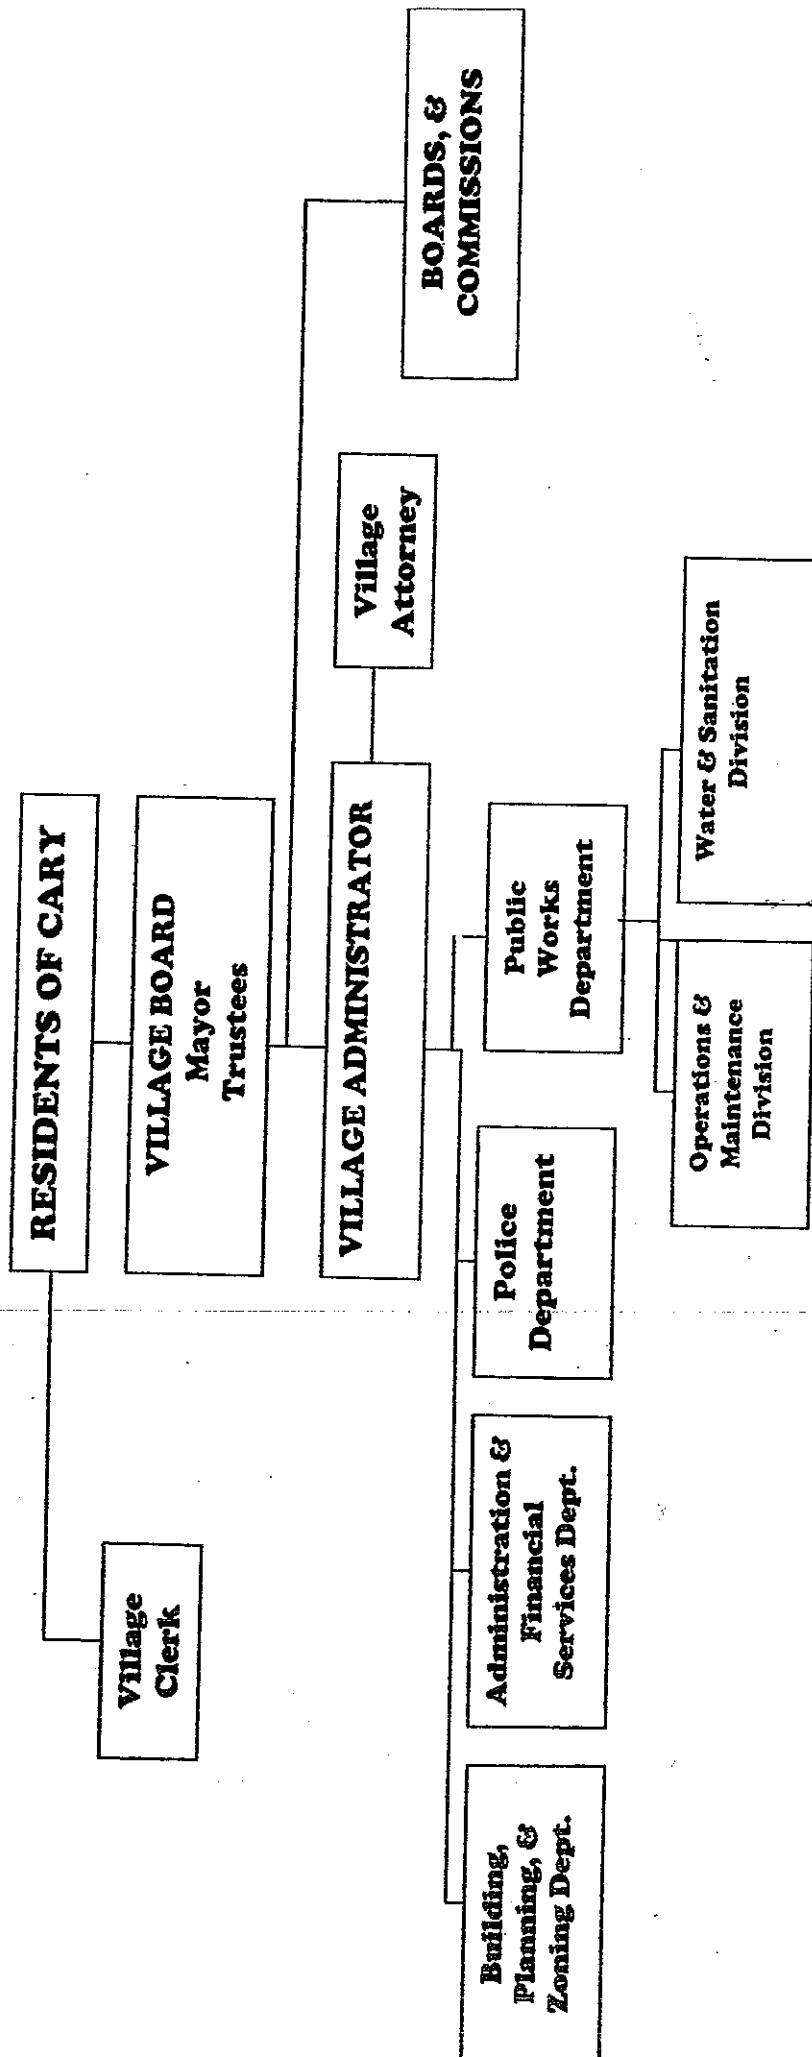 RESIDENTS OF CARY
Village
Clerk
VILLAGE BOARD
Mayor
Trustees
VILLAGE ADMINISTRATOR
Village
Attorney
BOARDS, &
COMMISSIONS
Building,
Planning, &
Zoning Dept.
Administration &
Financial
Services Dept.
Police
Department
Public
Works
Department
Operations &
Maintenance
Division
Water & Sanitation
Division